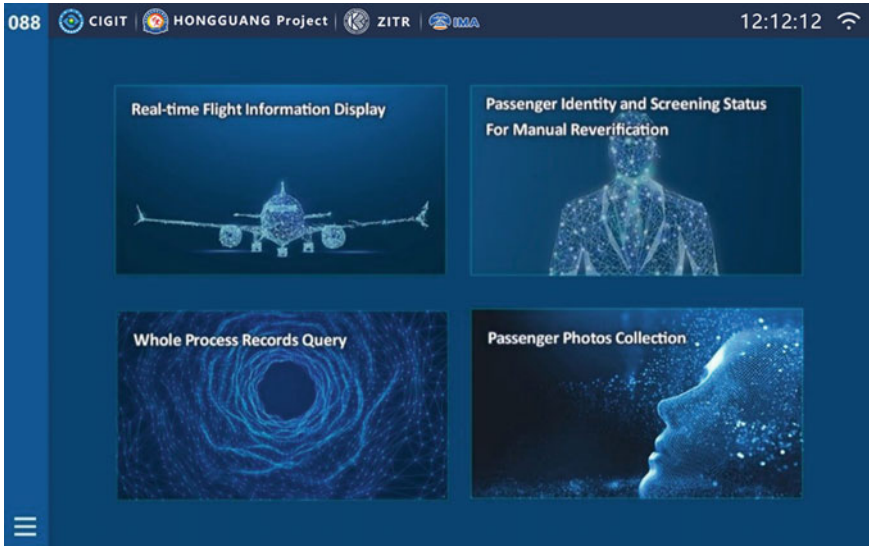 088
CIGIT
HONGGUANG Project
ZITR
IMA
12:12:12
Real-time Flight Information Display
Passenger Identity and Screening Status
For Manual Reverification
Whole Process Records Query
Passenger Photos Collection